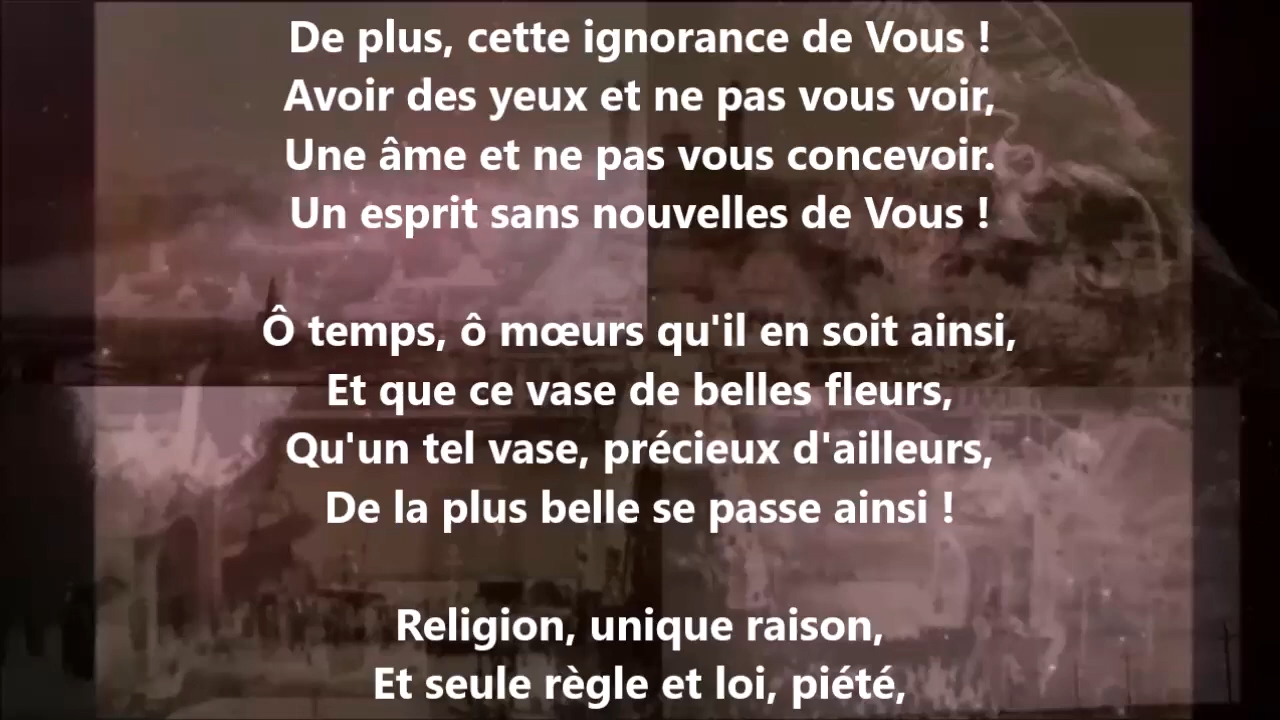 De plus, cette ignorance de Vous !
Avoir des yeux et ne pas vous voir,
Une âme et ne pas vous concevoir.
Un esprit sans nouvelles de Vous !
Ô temps, ô mœurs qu'il en soit ainsi,
Et que ce vase de belles fleurs,
Qu'un tel vase, précieux d'ailleurs,
De la plus belle se passe ainsi !
Religion, unique raison,
Et seule règle et loi, piété,